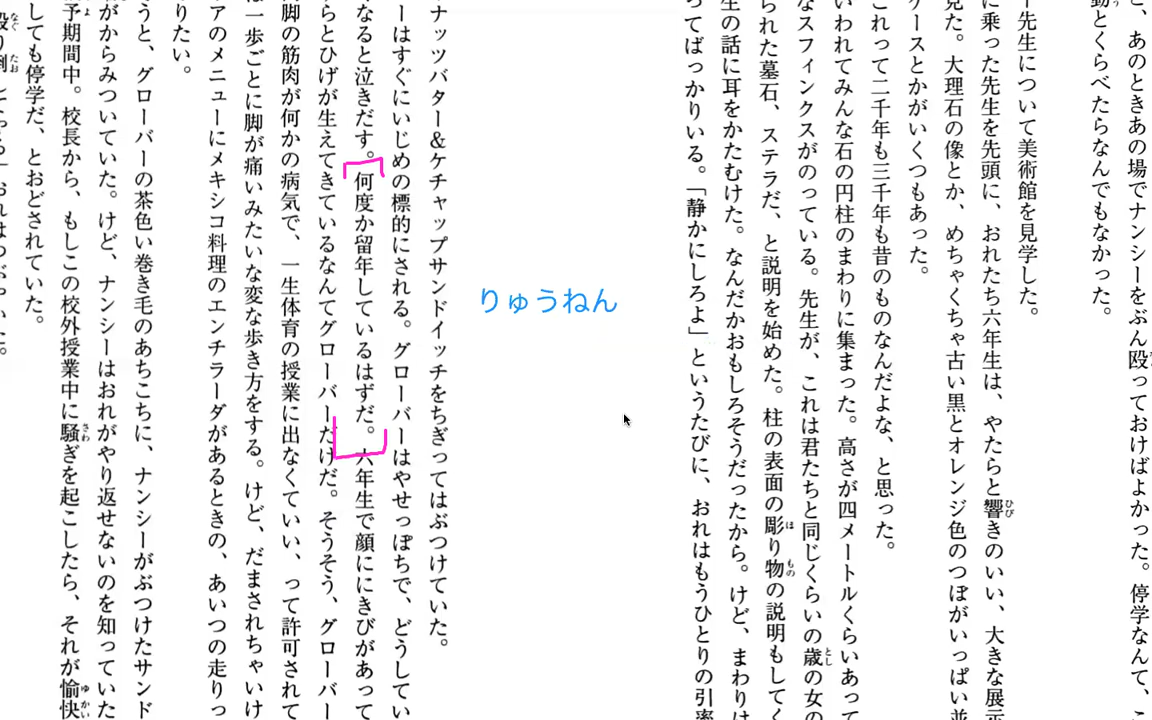 と、あのときあの場でナンシーをぶん殴っておけばよかった。停学なんて、こ
動とくらべたらなんでもなかった。
先生について美術館を見学した。
に乗った先生を先頭に、おれたち六年生は、やたらと響きのいい、大きな展示
見た。大理石の像とか、めちゃくちゃ古い黒とオレンジ色のつぼがいっぱい並
ケースとかがいくつもあった。
これって二千年も三千年も昔のものなんだよな、と思った。
いわれてみんな石の円柱のまわりに集まった。高さが四メートルくらいあって
なスフィンクスがのっている。先生が、これは君たちと同じくらいの歳の女の
られた墓石、ステラだ、と説明を始めた。柱の表面の彫り物の説明もしてく
生の話に耳をかたむけた。なんだかおもしろそうだったから。けど、まわりは
ってばっかりいる。「静かにしろよ」というたびに、おれはもうひとりの引率
りゅうねん
ナッツバター＆ケチャップサンドイッチをちぎってはぶつけていた。
ーはすぐにいじめの標的にされる。グローバーはやせっぽちで、どうしてい
なると泣きだす。何度か留年しているはずだ。六年生で顔ににきびがあって
らとひげが生えてきているなんてグローバーだけだ。そうそう、グローバー
両脚の筋肉が何かの病気で、一生体育の授業に出なくていい、って許可されて
は一歩ごとに脚が痛いみたいな変な歩き方をする。けど、だまされちゃいけ
アのメニューにメキシコ料理のエンチラーダがあるときの、あいつの走りっ
りたい。
そうと、グローバーの茶色い巻き毛のあちこちに、ナンシーがぶつけたサンド
がからみついていた。けど、ナンシーはおれがやり返せないのを知っていた
予期間中。校長から、もしこの校外授業中に騒ぎを起こしたら、それが愉快
しても停学だ、とおどされていた。